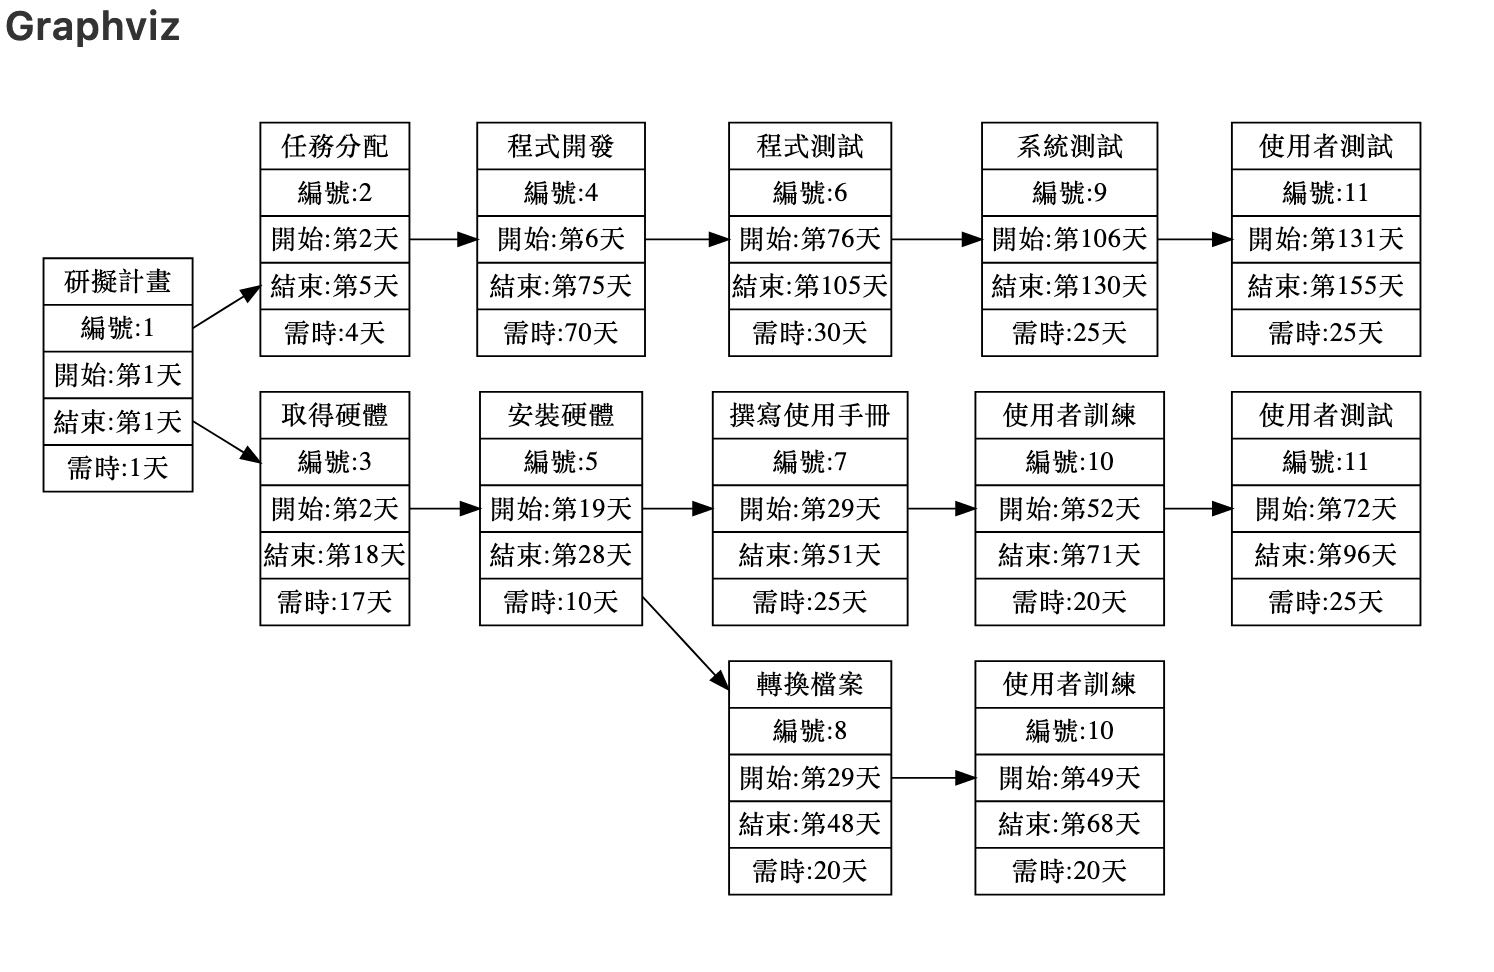 Graphviz
研擬計畫
編號:1
開始:第1天
結束:第1天
需時:1天
任務分配
編號:2
開始:第2天
結束:第5天
需時:4天
程式開發
編號:4
開始:第6天
結束:第75天
需時:70天
程式測試
編號:6
開始:第76天
結束:第105天
需時:30天
系統測試
編號:9
開始:第106天
結束:第130天
需時:25天
使用者測試
編號:11
開始:第131天
結束:第155天
需時:25天
取得硬體
編號:3
開始:第2天
結束:第18天
需時:17天
安裝硬體
編號:5
開始:第19天
結束:第28天
需時:10天
撰寫使用手冊
編號:7
開始:第29天
結束:第51天
需時:25天
使用者訓練
編號:10
開始:第52天
結束:第71天
需時:20天
使用者測試
編號:11
開始:第72天
結束:第96天
需時:25天
轉換檔案
編號:8
開始:第29天
結束:第48天
需時:20天
使用者訓練
編號:10
開始:第49天
結束:第68天
需時:20天